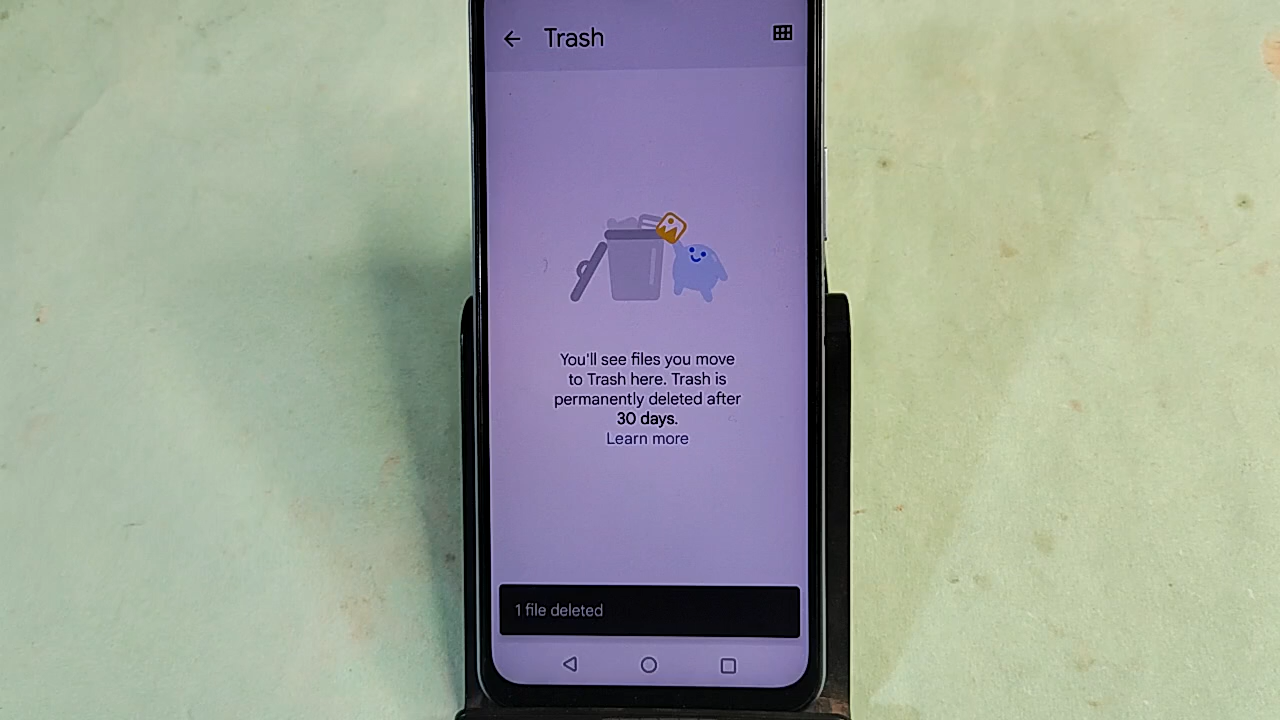 Trash
You'll see files you move
to Trash here. Trash is
permanently deleted after
30 days.
Learn more
1 file deleted